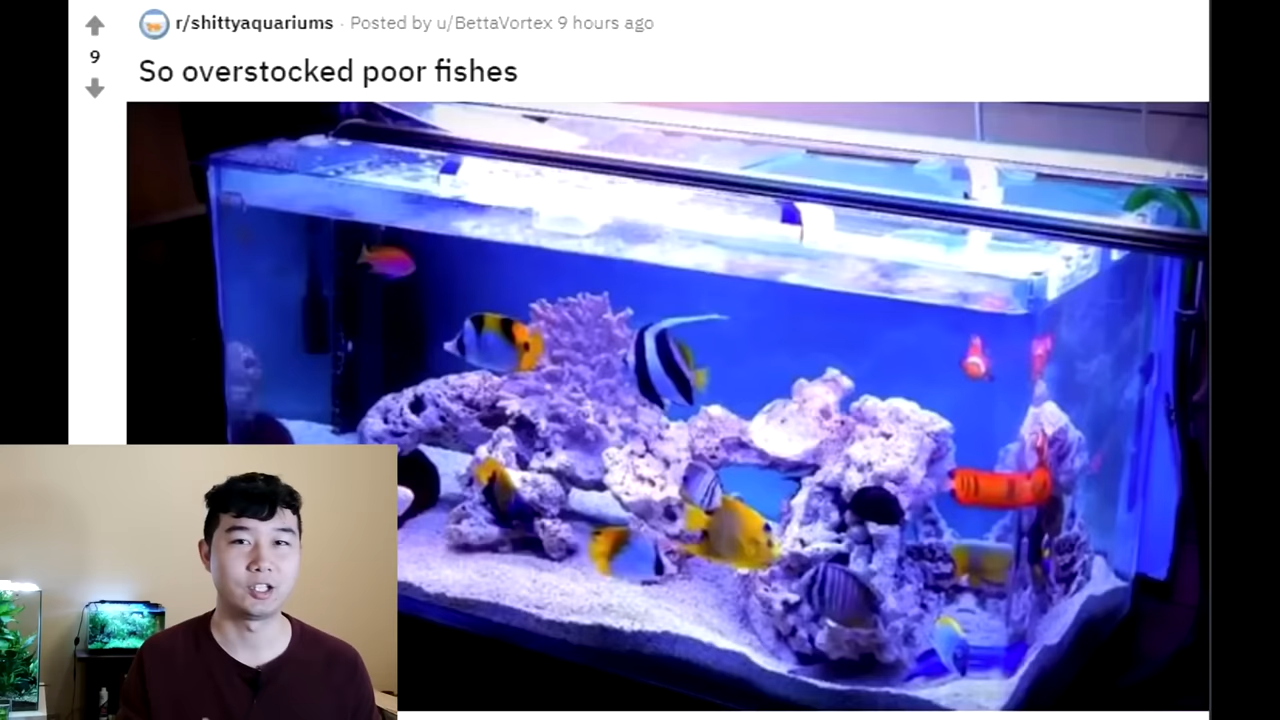 r/shittyaquariums · Posted by u/BettaVortex 9 hours ago
9
So overstocked poor fishes